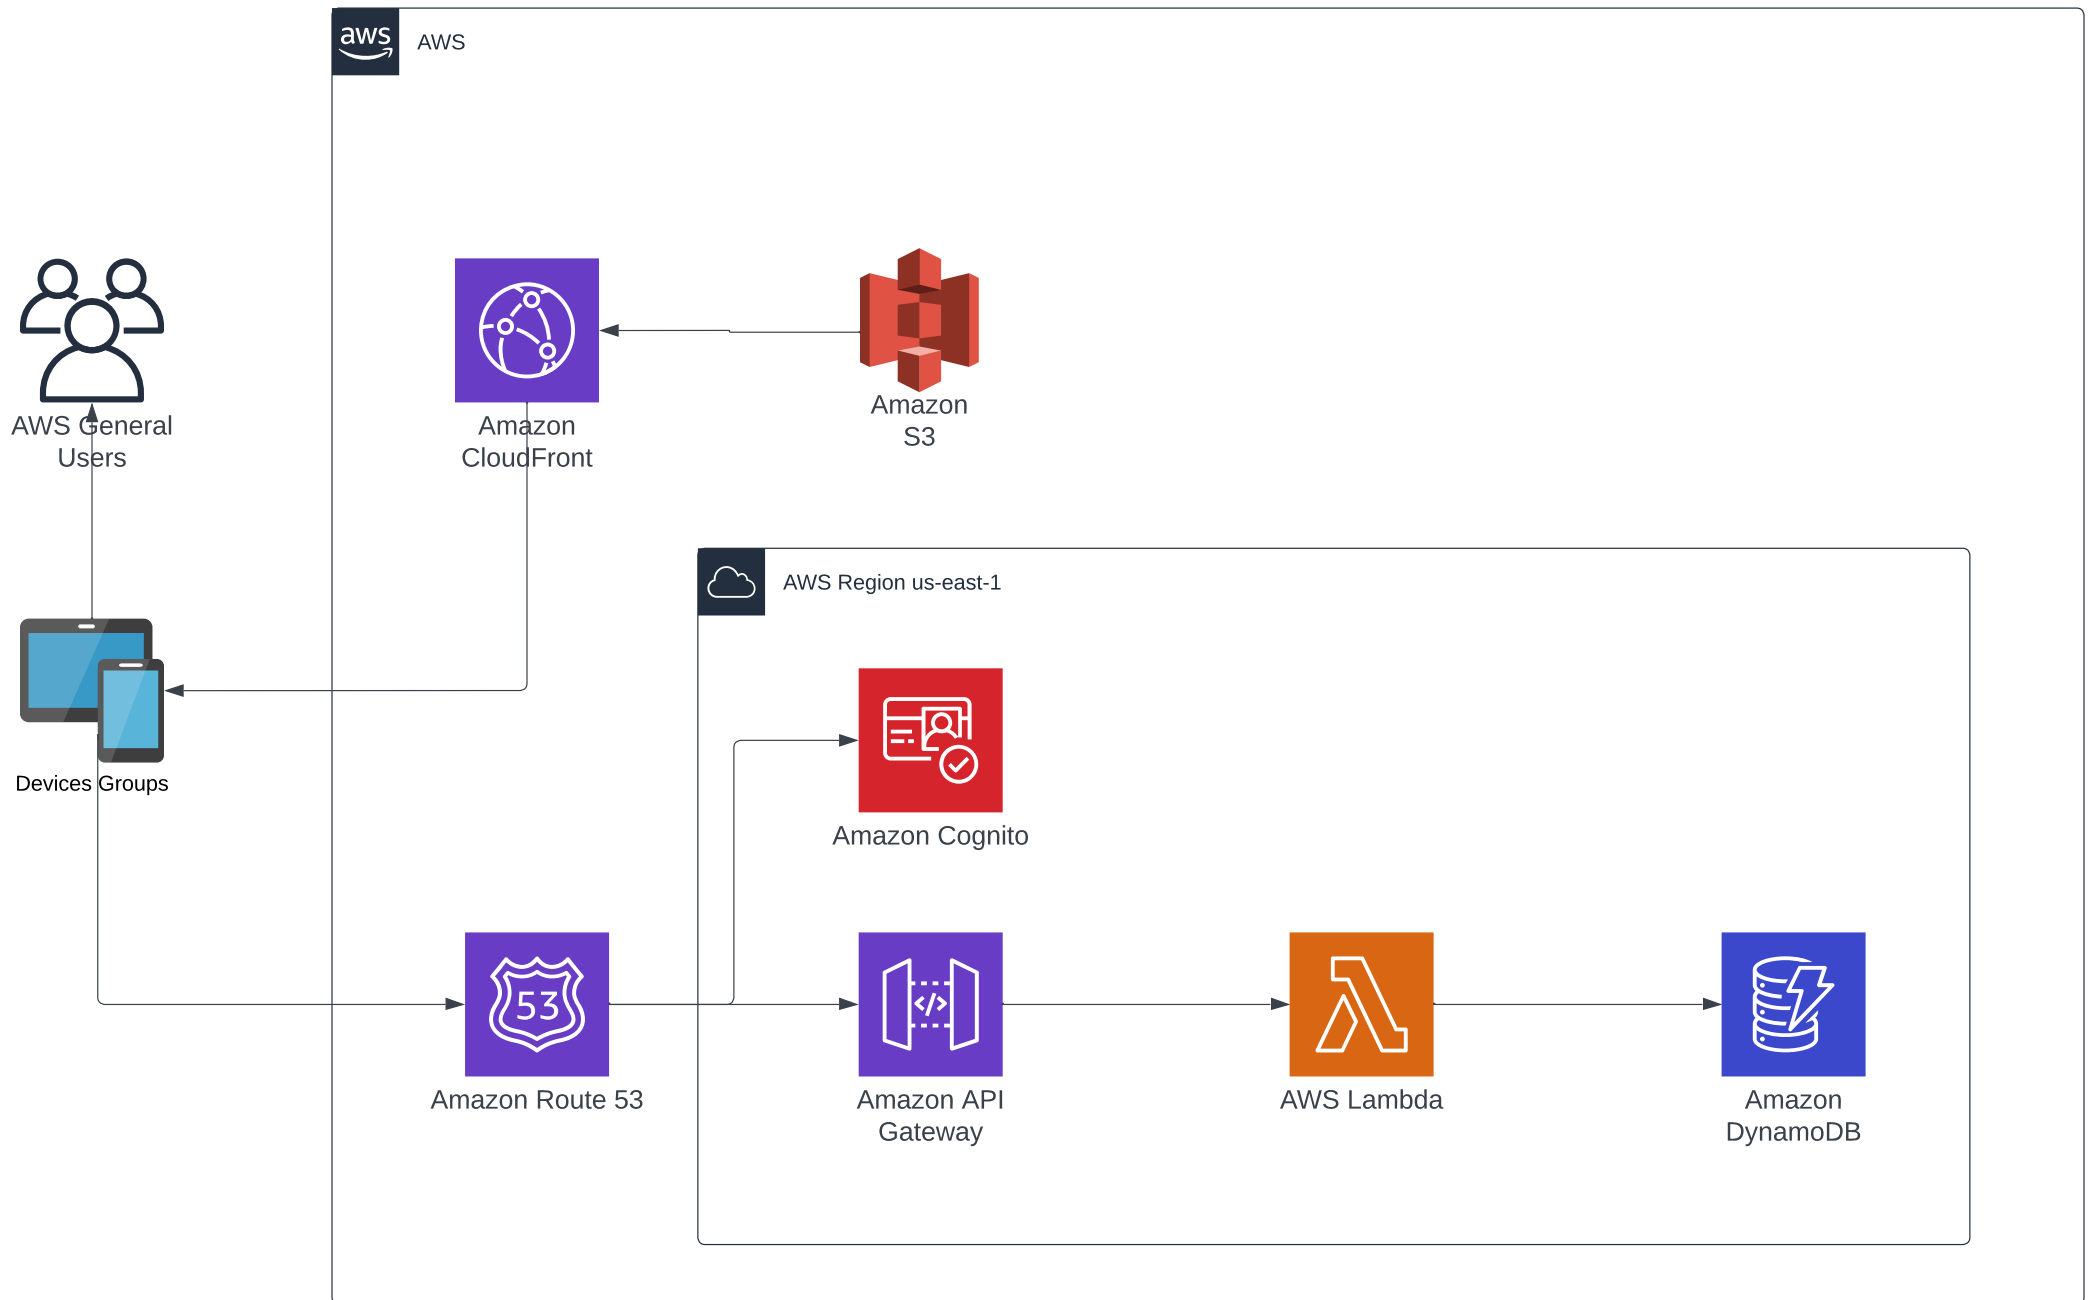 aws
AWS
AWS General
Users
Amazon
CloudFront
Amazon
S3
AWS Region us-east-1
Devices Groups
Amazon Cognito
53
Amazon Route 53
</>
Amazon API
Gateway
AWS Lambda
Amazon
DynamoDB